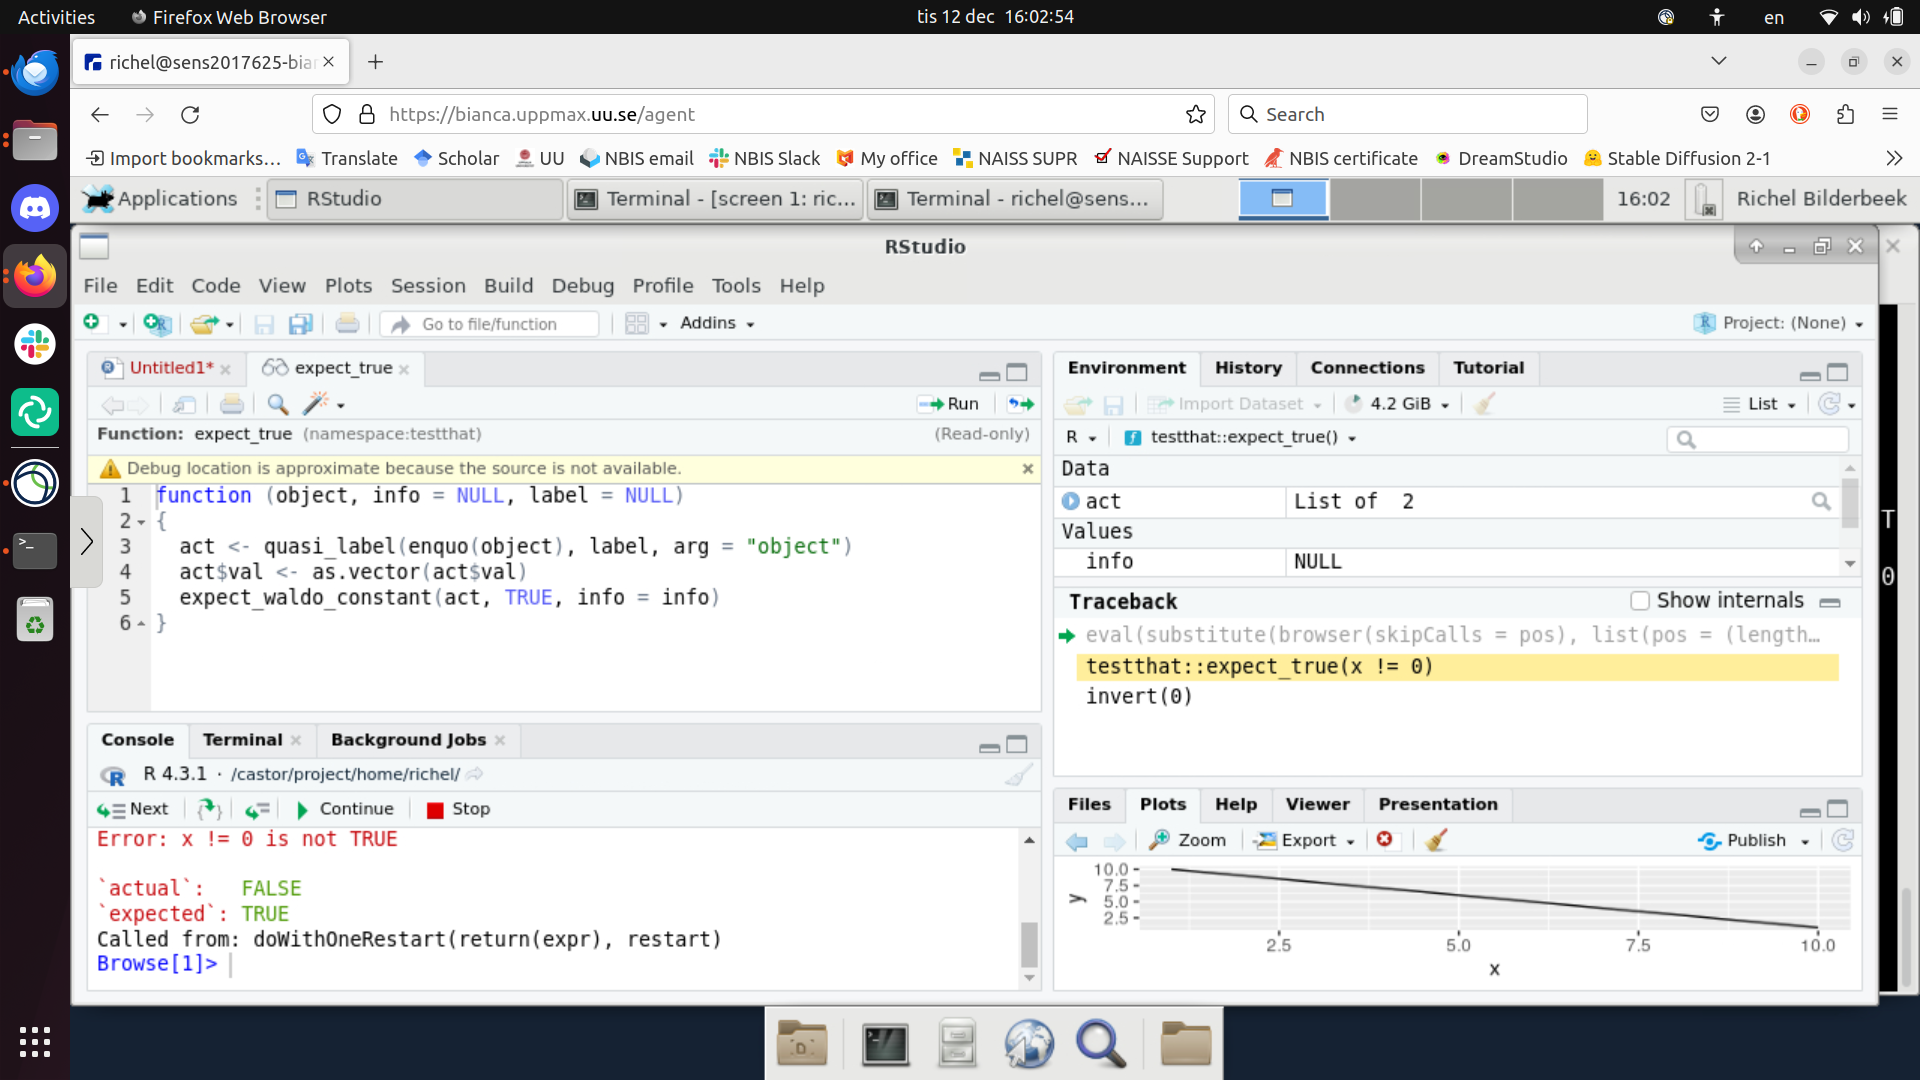 Activities Firefox Web Browser tis 12 dec 16:02:54 en
richel@sens2017625-bian
https://bianca.uppmax.uu.se/agent Search
Import bookmarks... Translate Scholar UU NBIS email NBIS Slack My office NAISS SUPR NAISSE Support NBIS certificate DreamStudio Stable Diffusion 2-1
Applications RStudio Terminal - [screen 1: ric... Terminal - richel@sens... 16:02 Richel Bilderbeek
RStudio
File Edit Code View Plots Session Build Debug Profile Tools Help
Go to file/function Addins Project: (None)
Untitled1* expect_true
Run
Function: expect_true (namespace:testthat) (Read-only)
Debug location is approximate because the source is not available.
1 function (object, info = NULL, label = NULL)
2 {
3 act <- quasi_label(enquo(object), label, arg = "object")
4 act$val <- as.vector(act$val)
5 expect_waldo_constant(act, TRUE, info = info)
6 }
Console Terminal Background Jobs
R 4.3.1 · /castor/project/home/richel/
Next Continue Stop
Error: x != 0 is not TRUE
`actual`: FALSE
`expected`: TRUE
Called from: doWithOneRestart(return(expr), restart)
Browse[1]>
Environment History Connections Tutorial
Import Dataset 4.2 GiB List
R testthat::expect_true()
Data
act List of 2
Values
info NULL
Traceback Show internals
eval(substitute(browser(skipCalls = pos), list(pos = (length…
testthat::expect_true(x != 0)
invert(0)
Files Plots Help Viewer Presentation
Zoom Export Publish
10.0
7.5
5.0
2.5
y
2.5 5.0 7.5 10.0
x
T
0